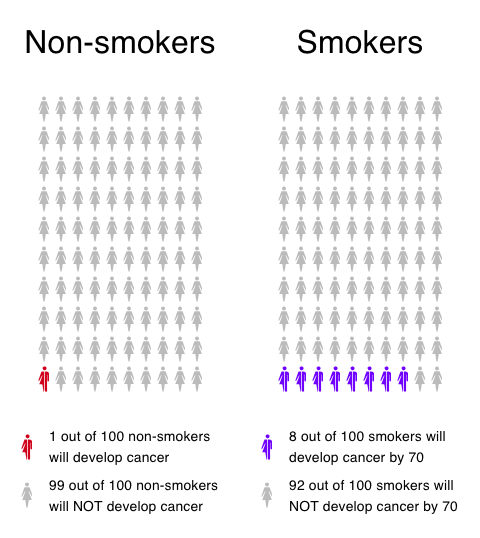 Non-smokers
Smokers
1 out of 100 non-smokers
will develop cancer
99 out of 100 non-smokers
will NOT develop cancer
8 out of 100 smokers will
develop cancer by 70
92 out of 100 smokers will
NOT develop cancer by 70